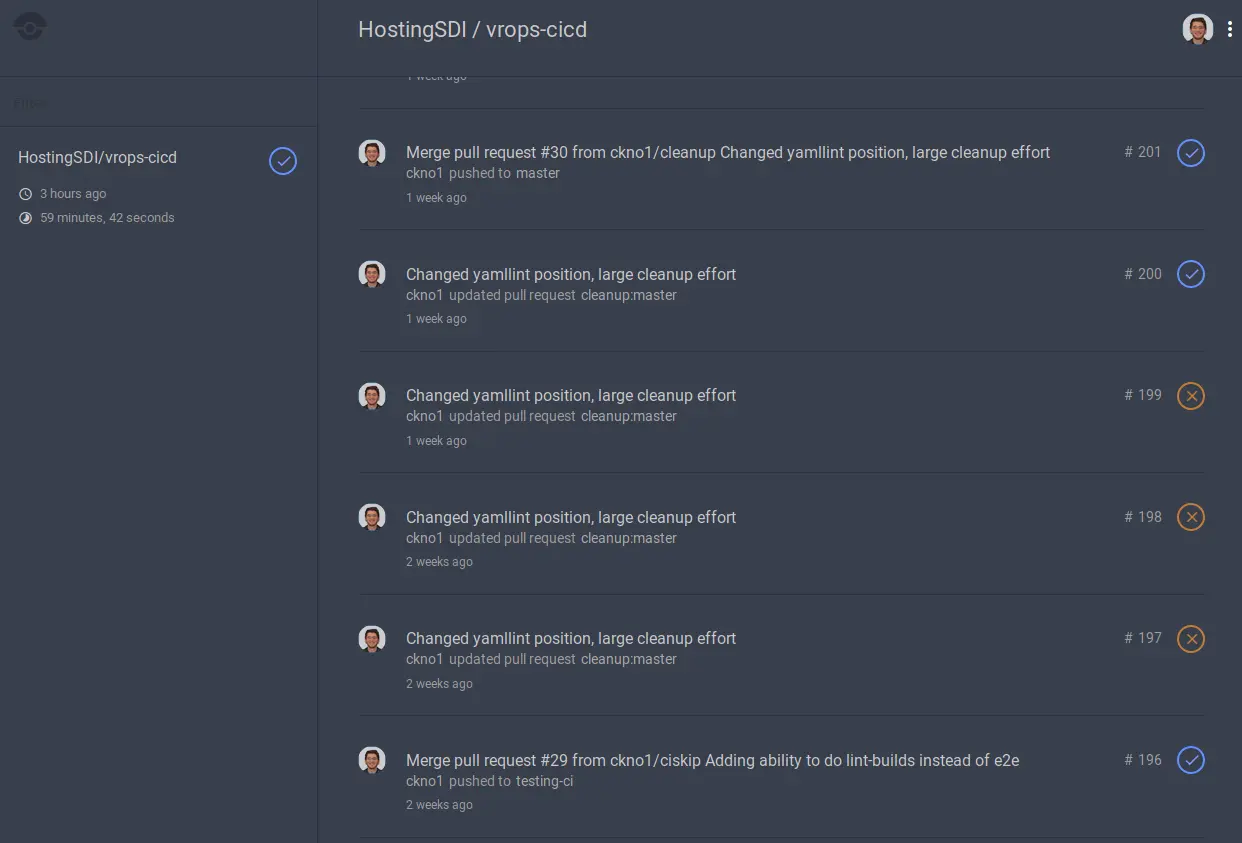 HostingSDI / vrops-cicd
1 week ago
Filter
HostingSDI/vrops-cicd
3 hours ago
59 minutes, 42 seconds
Merge pull request #30 from ckno1/cleanup Changed yamllint position, large cleanup effort
# 201
ckno1 pushed to master
1 week ago
Changed yamllint position, large cleanup effort
# 200
ckno1 updated pull request cleanup:master
1 week ago
Changed yamllint position, large cleanup effort
# 199
ckno1 updated pull request cleanup:master
1 week ago
Changed yamllint position, large cleanup effort
# 198
ckno1 updated pull request cleanup:master
2 weeks ago
Changed yamllint position, large cleanup effort
# 197
ckno1 updated pull request cleanup:master
2 weeks ago
Merge pull request #29 from ckno1/ciskip Adding ability to do lint-builds instead of e2e
# 196
ckno1 pushed to testing-ci
2 weeks ago